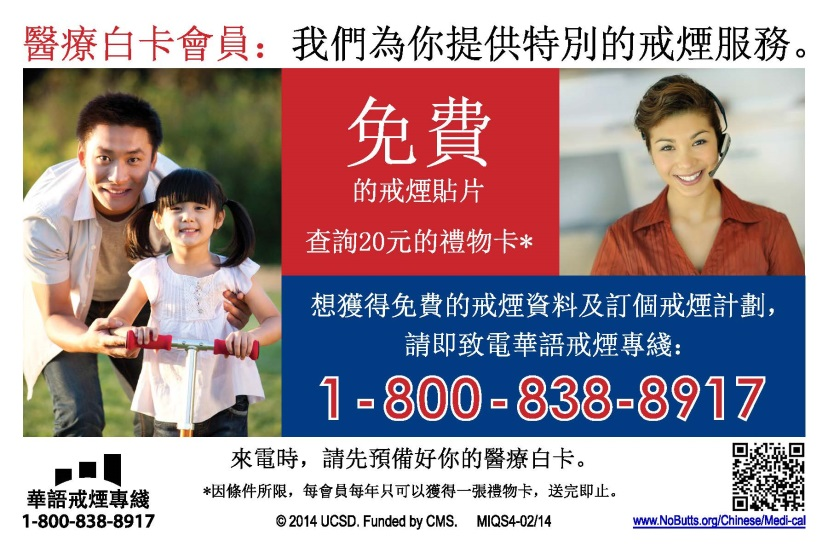 醫療白卡會員：我們為你提供特別的戒煙服務。
免費
的戒煙貼片
查詢20元的禮物卡*
想獲得免費的戒煙資料及訂個戒煙計劃，
請即致電華語戒煙專綫：
1-800-838-8917
來電時，請先預備好你的醫療白卡。
*因條件所限，每會員每年只可以獲得一張禮物卡，送完即止。
華語戒煙專綫
1-800-838-8917
© 2014 UCSD. Funded by CMS. MIQS4-02/14
www.NoButts.org/Chinese/Medi-cal